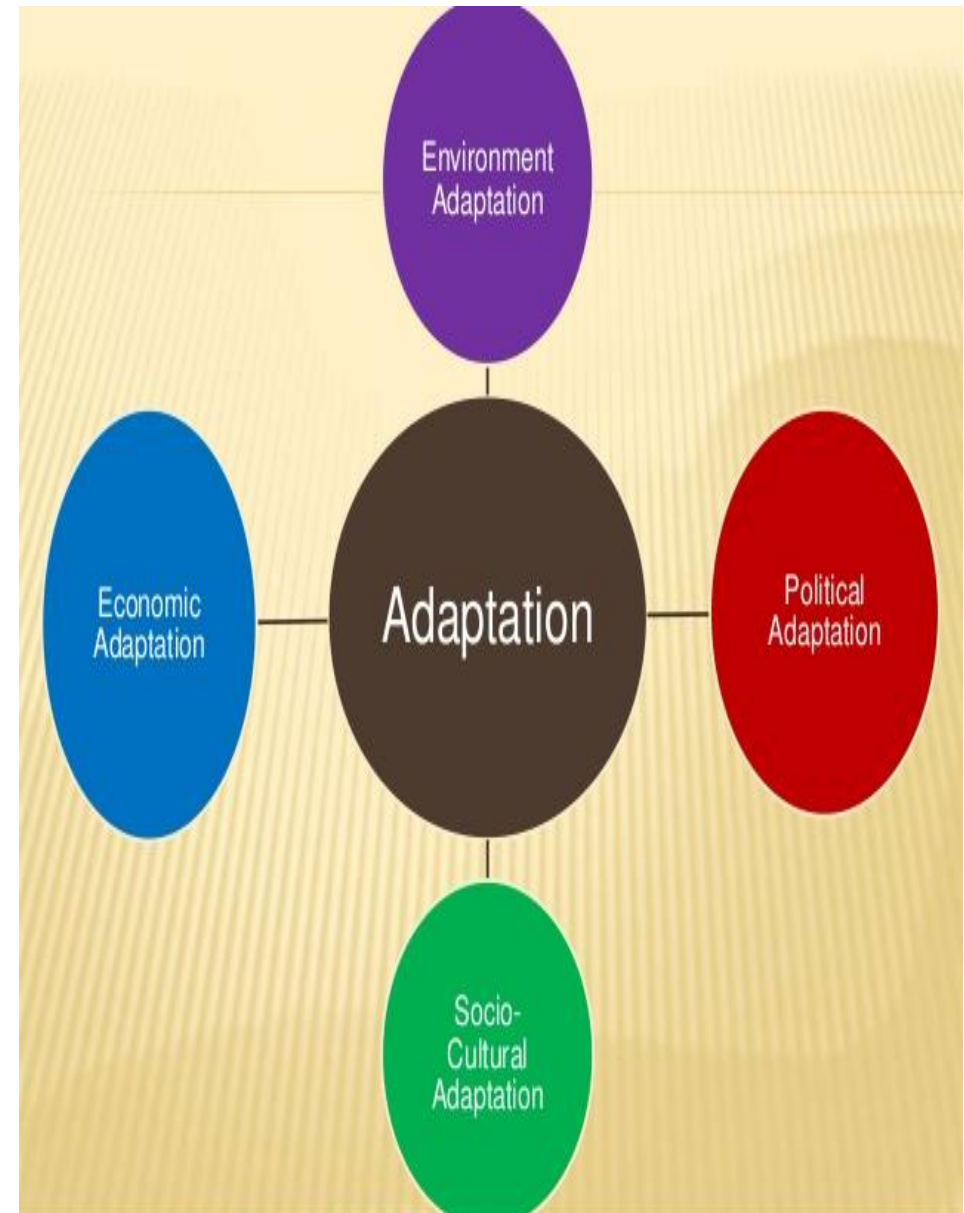 Environment
Adaptation
Economic
Adaptation
Adaptation
Political
Adaptation
Socio-
Cultural
Adaptation